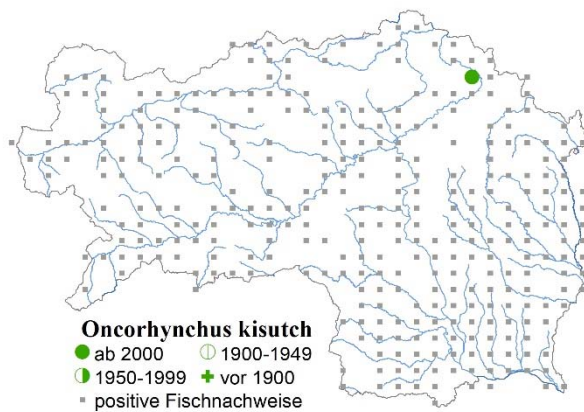 Oncorhynchus kisutch
ab 2000 1900-1949
1950-1999 vor 1900
positive Fischnachweise